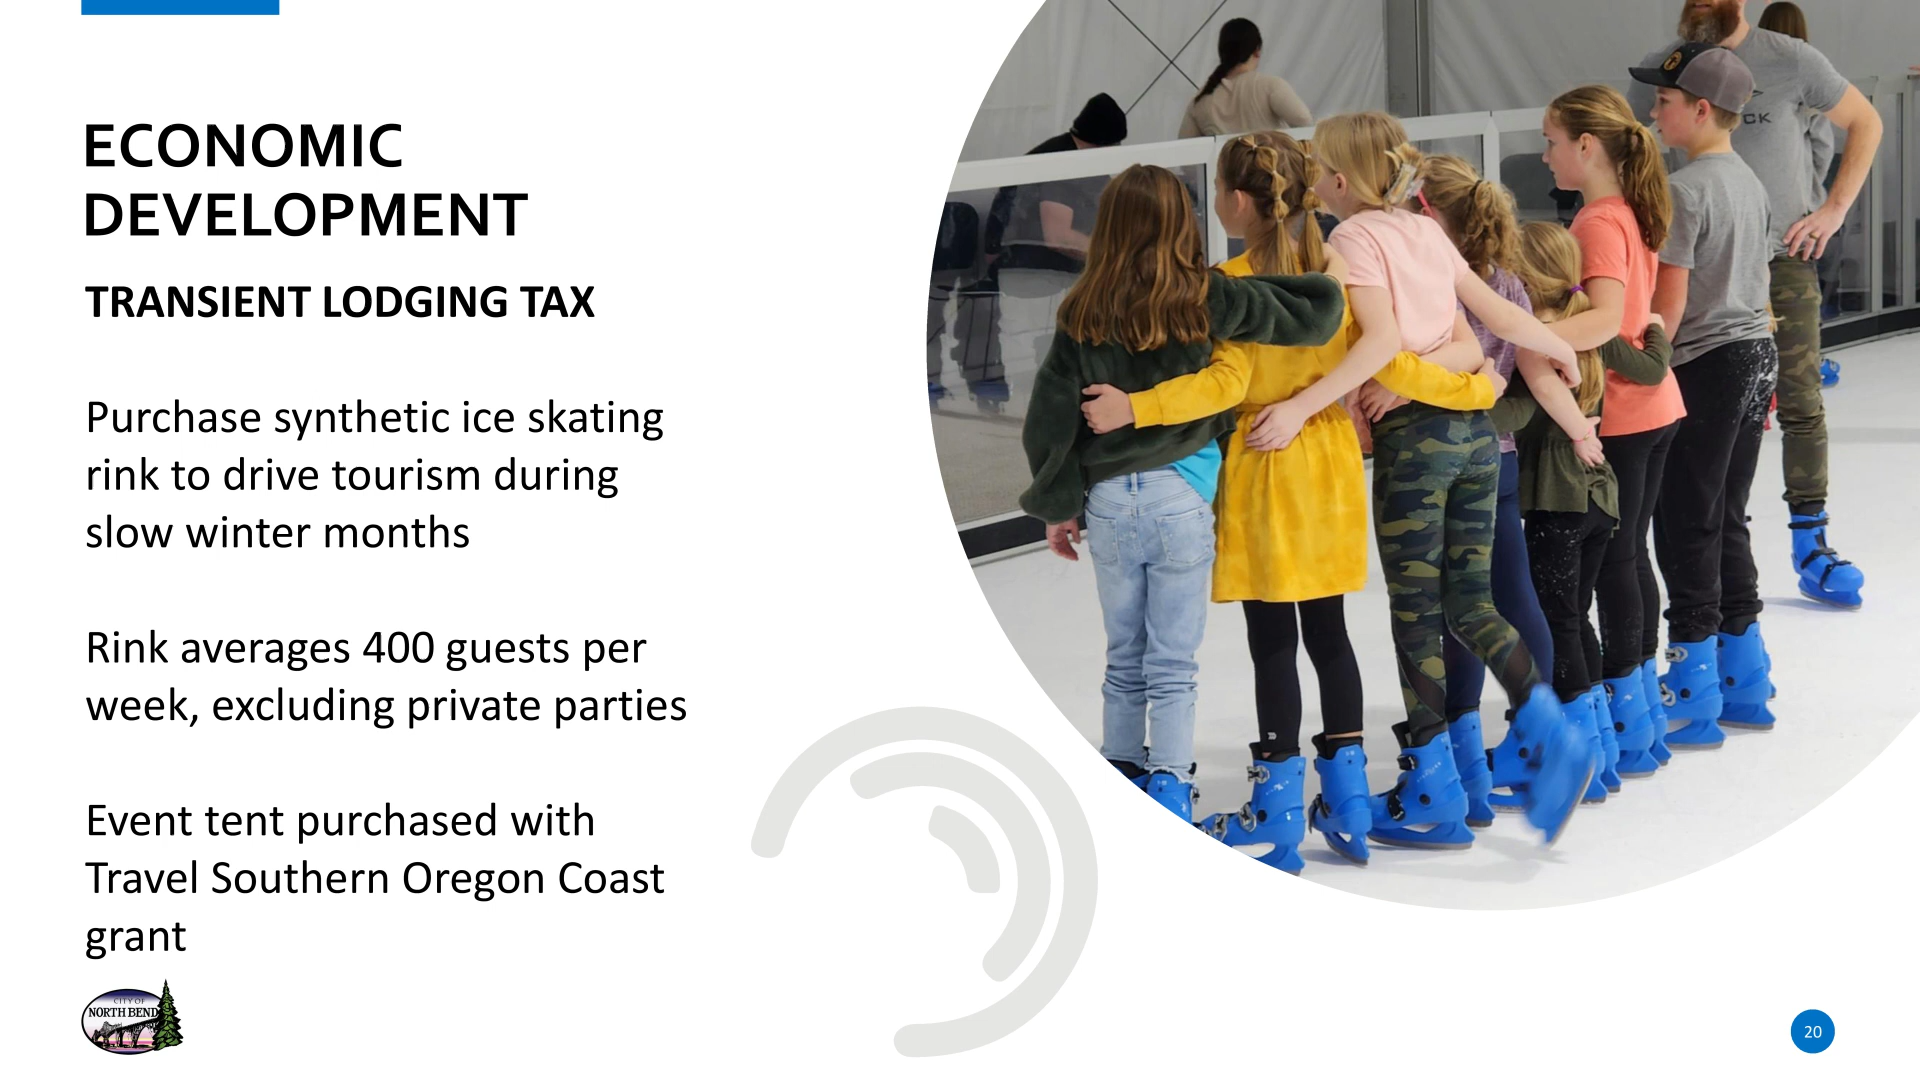 ECONOMIC
DEVELOPMENT
TRANSIENT LODGING TAX
Purchase synthetic ice skating
rink to drive tourism during
slow winter months
Rink averages 400 guests per
week, excluding private parties
Event tent purchased with
Travel Southern Oregon Coast
grant
CITY OF
NORTH BEND
20
CK